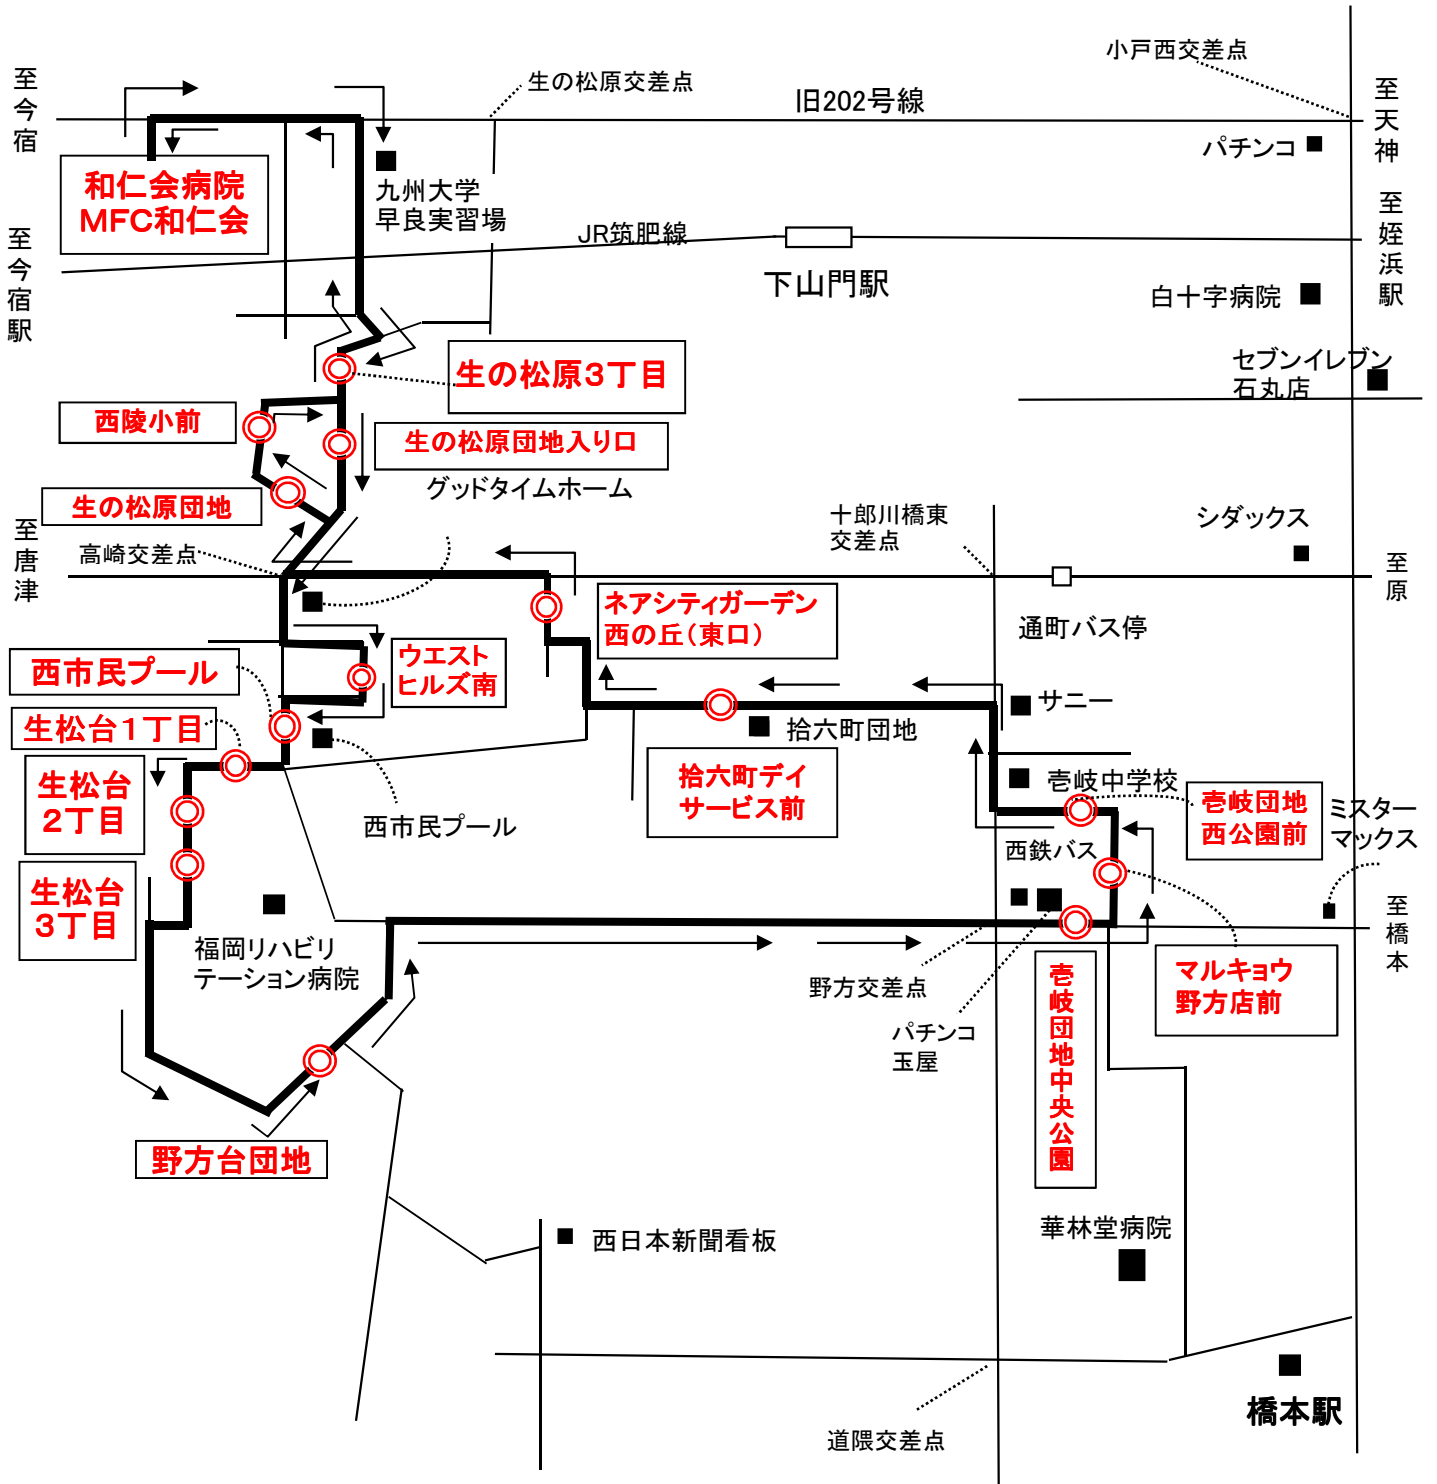 小戸西交差点
生の松原交差点
旧202号線
至今宿
至天神
パチンコ
和仁会病院
MFC和仁会
九州大学
早良実習場
JR筑肥線
至姪浜駅
至今宿駅
下山門駅
白十字病院
セブンイレブン
石丸店
生の松原3丁目
西陵小前
生の松原団地入り口
グッドタイムホーム
生の松原団地
十郎川橋東
交差点
シダックス
至唐津
高崎交差点
至原
ネアシティガーデン
西の丘(東口)
通町バス停
ウエスト
ヒルズ南
西市民プール
サニー
生松台1丁目
拾六町団地
生松台
2丁目
拾六町デイ
サービス前
壱岐中学校
壱岐団地
西公園前
ミスター
マックス
西市民プール
西鉄バス
生松台
3丁目
至橋本
福岡リハビリ
テーション病院
野方交差点
マルキョウ
野方店前
壱岐団地中央公園
パチンコ
玉屋
野方台団地
華林堂病院
西日本新聞看板
橋本駅
道隈交差点